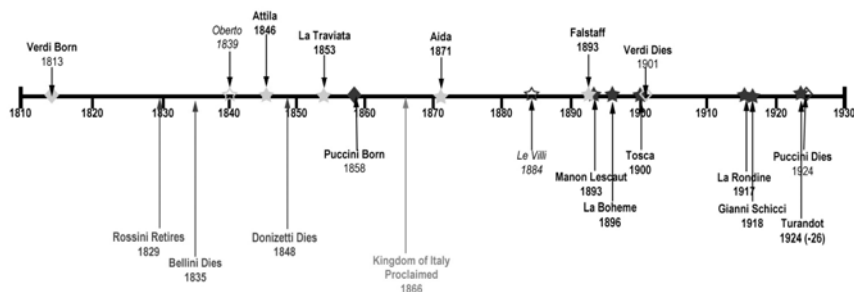 Verdi Born
1813
Oberto
1839
Attila
1846
La Traviata
1853
Aida
1871
Falstaff
1893
Verdi Dies
1901
1810
1820
1830
1840
1850
1860
1870
1880
1890
1900
1910
1920
1930
Puccini Born
1858
Le Villi
1884
Manon Lescaut
1893
La Boheme
1896
Tosca
1900
La Rondine
1917
Gianni Schicci
1918
Puccini Dies
1924
Turandot
1924 (-26)
Rossini Retires
1829
Bellini Dies
1835
Donizetti Dies
1848
Kingdom of Italy
Proclaimed
1866